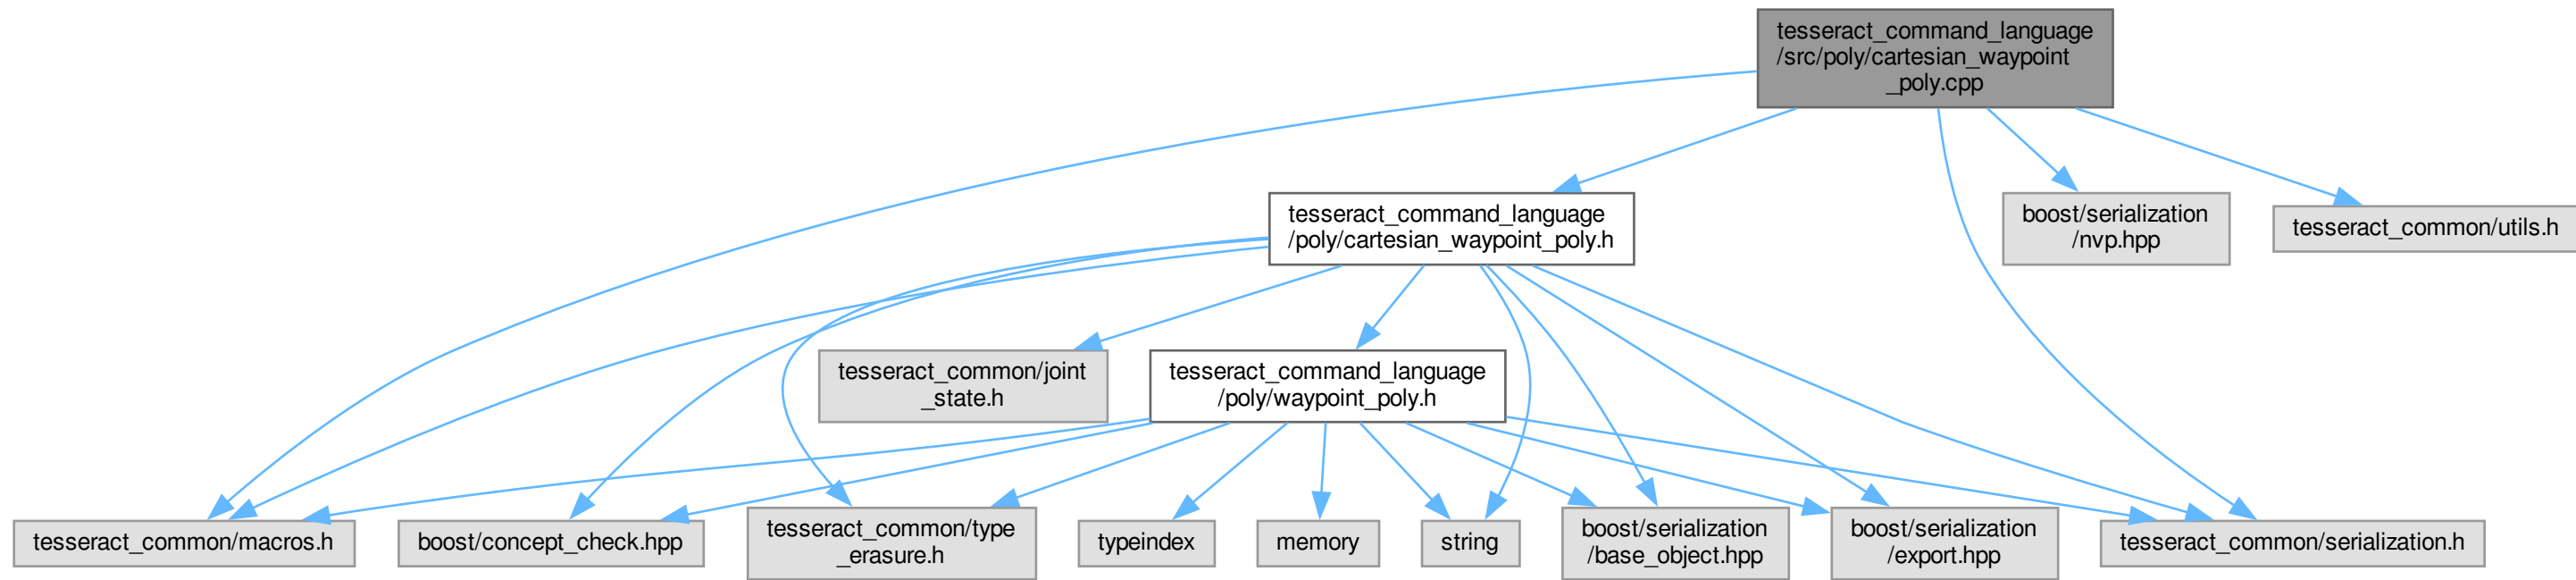 tesseract_command_language
/src/poly/cartesian_waypoint
_poly.cpp
tesseract_command_language
/poly/cartesian_waypoint_poly.h
boost/serialization
/nvp.hpp
tesseract_common/utils.h
tesseract_common/joint
_state.h
tesseract_command_language
/poly/waypoint_poly.h
tesseract_common/macros.h
boost/concept_check.hpp
tesseract_common/type
_erasure.h
typeindex
memory
string
boost/serialization
/base_object.hpp
boost/serialization
/export.hpp
tesseract_common/serialization.h